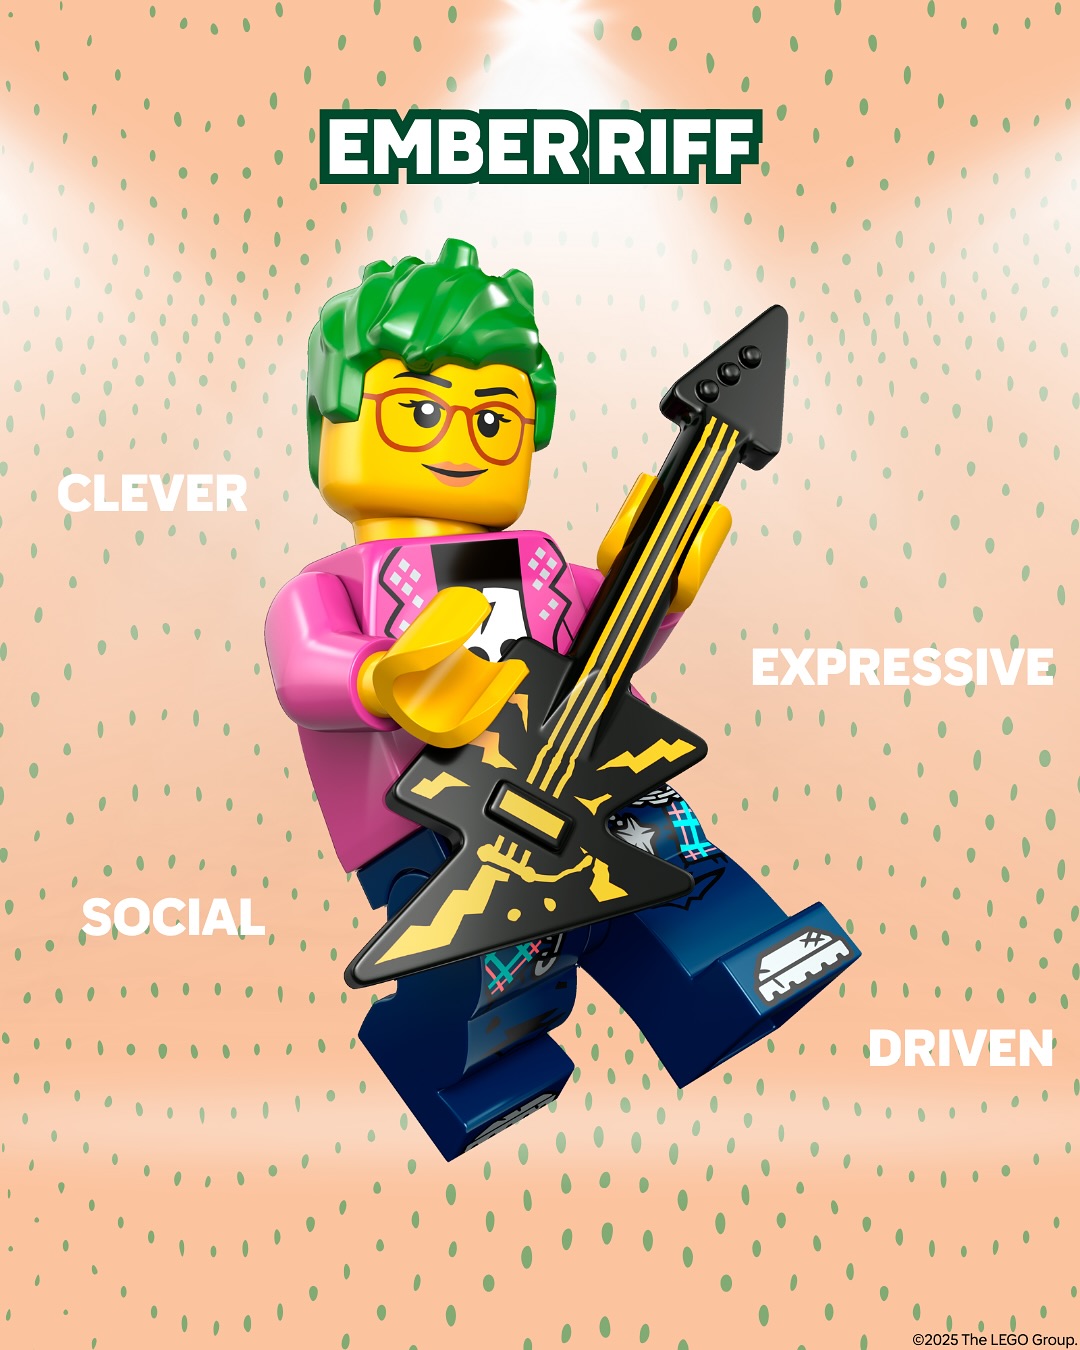 EMBER RIFF
CLEVER
EXPRESSIVE
SOCIAL
DRIVEN
©2025 The LEGO Group.